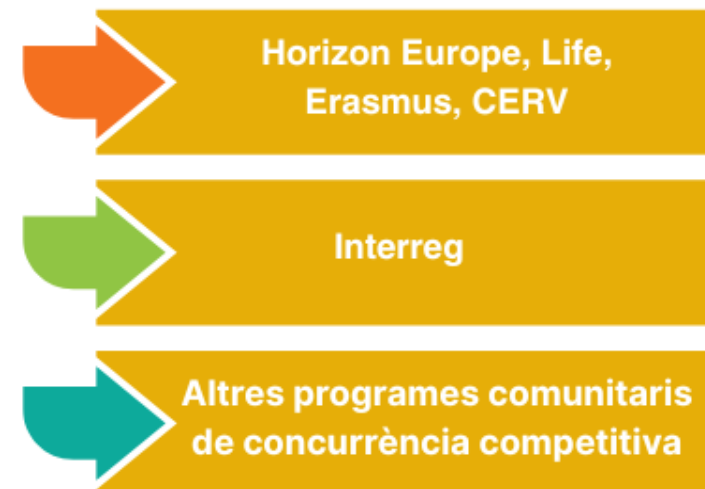 Horizon Europe, Life,
Erasmus, CERV
Interreg
Altres programes comunitaris
de concurrència competitiva